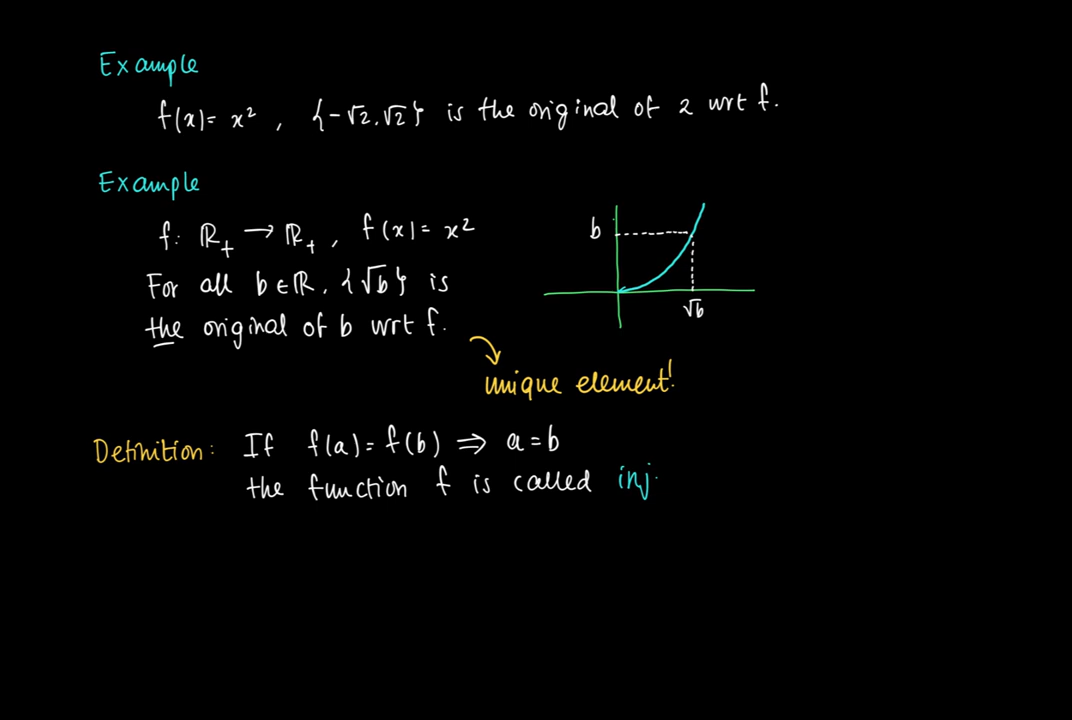 Example
f(x) = x², {-√2, √2} is the original of 2 wrt f.
Example
f: ℝ₊ → ℝ₊, f(x) = x²
For all b ∈ ℝ, {√b} is
the original of b wrt f.
b
√b
unique element!
Definition: If f(a) = f(b) ⇒ a = b
the function f is called inj